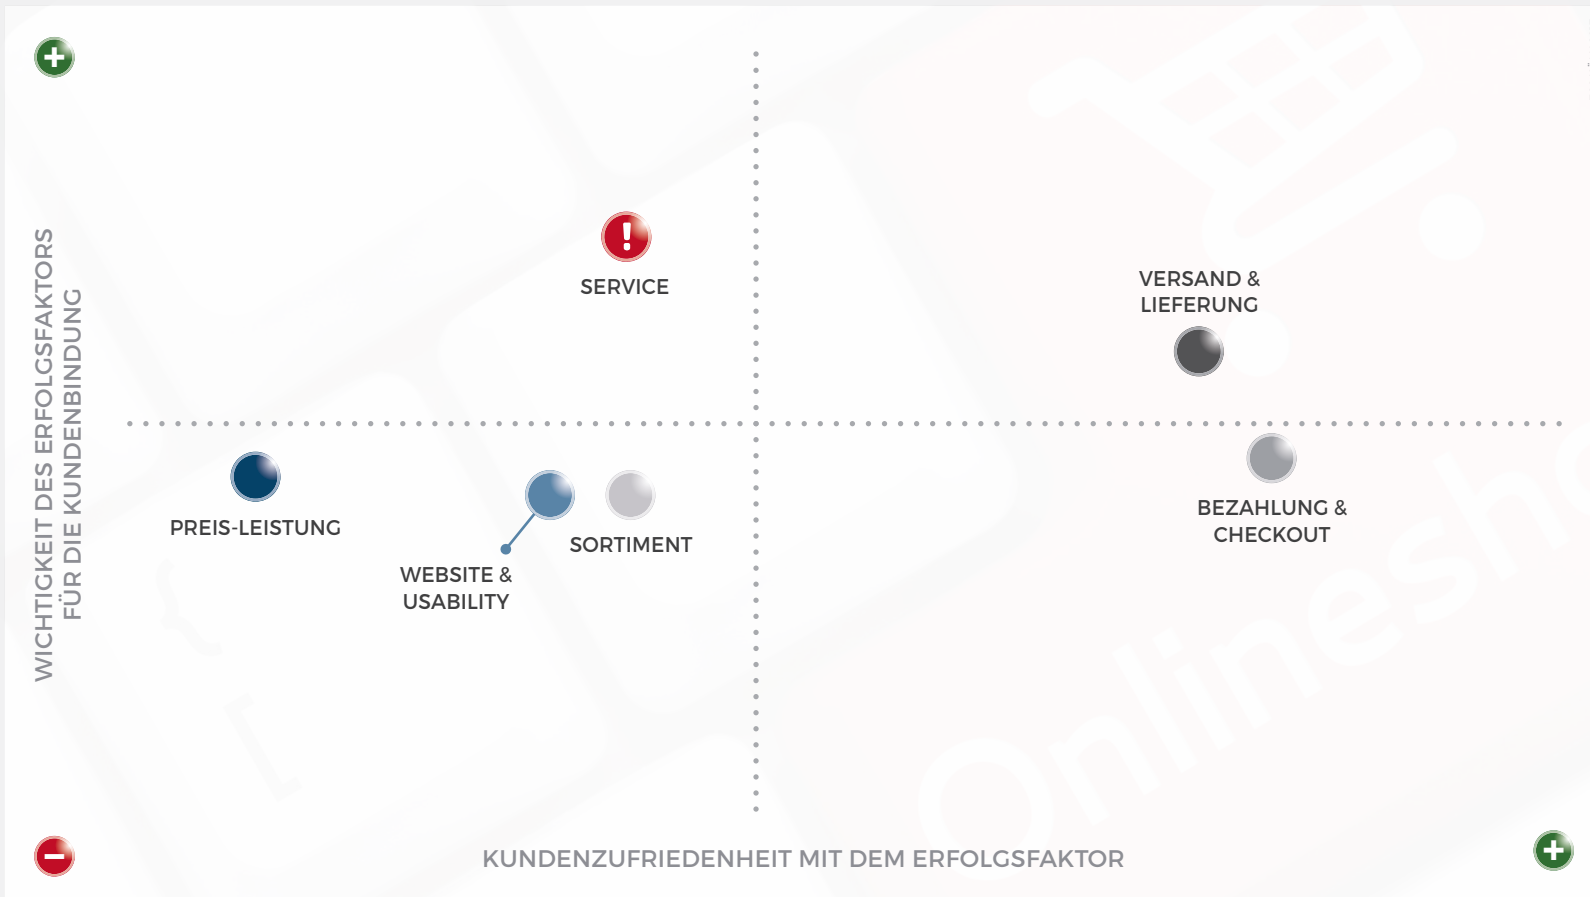 !
SERVICE
VERSAND &
LIEFERUNG
PREIS-LEISTUNG
WEBSITE &
USABILITY
SORTIMENT
BEZAHLUNG &
CHECKOUT
WICHTIGKEIT DES ERFOLGSFAKTORS
FÜR DIE KUNDENBINDUNG
KUNDENZUFRIEDENHEIT MIT DEM ERFOLGSFAKTOR